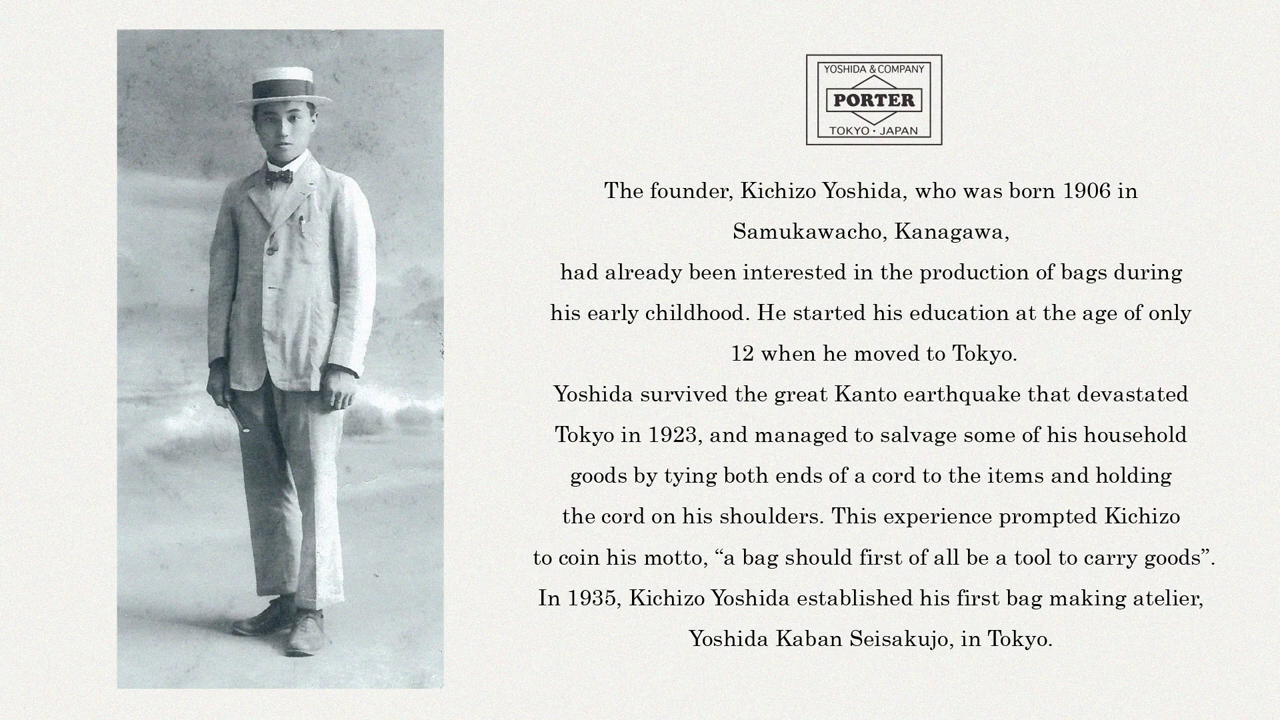 YOSHIDA & COMPANY
PORTER
TOKYO · JAPAN
The founder, Kichizo Yoshida, who was born 1906 in
Samukawacho, Kanagawa,
had already been interested in the production of bags during
his early childhood. He started his education at the age of only
12 when he moved to Tokyo.
Yoshida survived the great Kanto earthquake that devastated
Tokyo in 1923, and managed to salvage some of his household
goods by tying both ends of a cord to the items and holding
the cord on his shoulders. This experience prompted Kichizo
to coin his motto, “a bag should first of all be a tool to carry goods”.
In 1935, Kichizo Yoshida established his first bag making atelier,
Yoshida Kaban Seisakujo, in Tokyo.